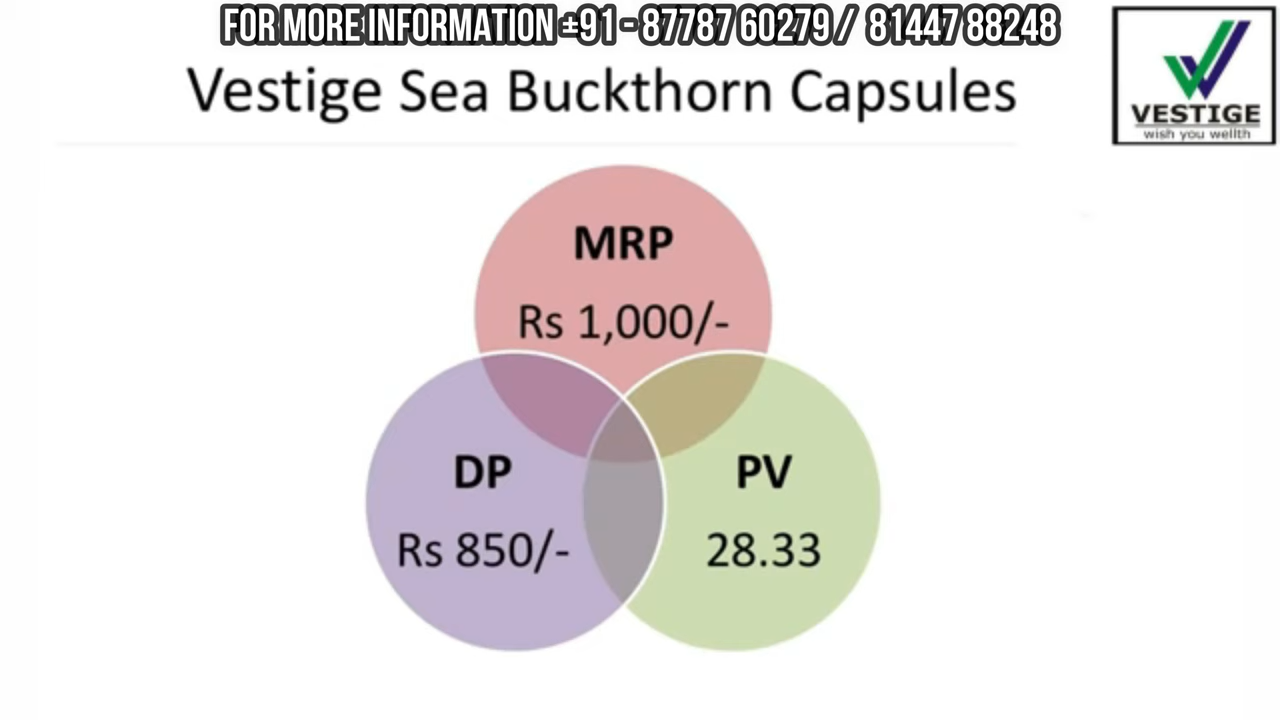 FOR MORE INFORMATION ±91 - 87787 60279 / 81447 88248
Vestige Sea Buckthorn Capsules
VESTIGE
wish you wellth
MRP
Rs 1,000/-
DP
Rs 850/-
PV
28.33